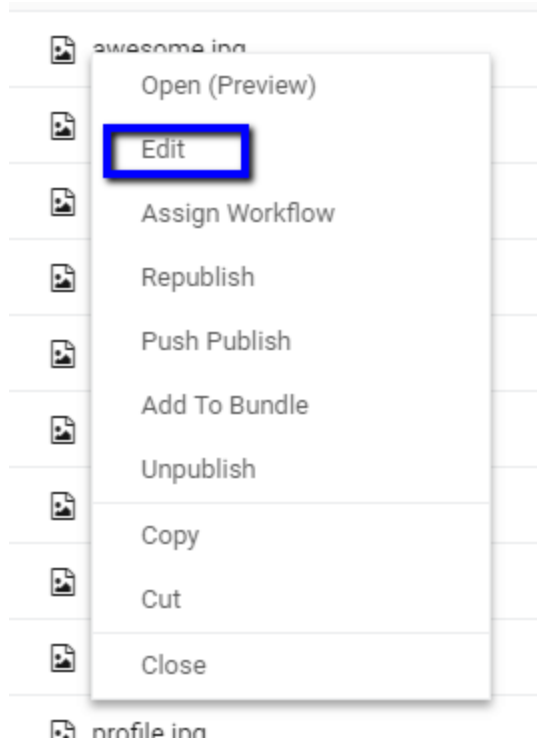 awesome.jpg
Open (Preview)
Edit
Assign Workflow
Republish
Push Publish
Add To Bundle
Unpublish
Copy
Cut
Close
profile.jpg